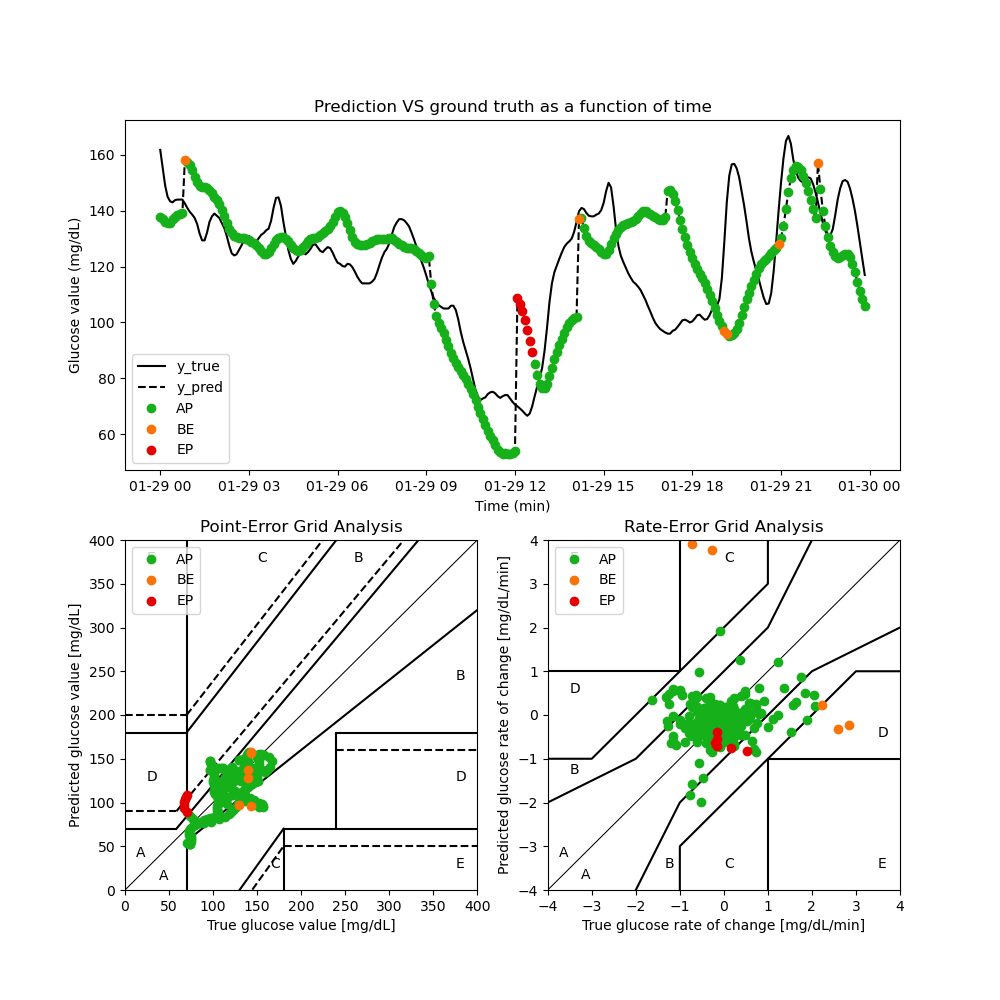 Prediction VS ground truth as a function of time
Glucose value (mg/dL)
160
140
120
100
80
60
y_true
y_pred
AP
BE
EP
01-29 00 01-29 03 01-29 06 01-29 09 01-29 12 01-29 15 01-29 18 01-29 21 01-30 00
Time (min)
Point-Error Grid Analysis
Predicted glucose value [mg/dL]
400
350
300
250
200
150
100
50
0
AP
BE
EP
C
B
B
D
D
A
A
C
E
0 50 100 150 200 250 300 350 400
True glucose value [mg/dL]
Rate-Error Grid Analysis
Predicted glucose rate of change [mg/dL/min]
4
3
2
1
0
−1
−2
−3
−4
AP
BE
EP
C
D
D
B
A
A
B
C
E
−4 −3 −2 −1 0 1 2 3 4
True glucose rate of change [mg/dL/min]